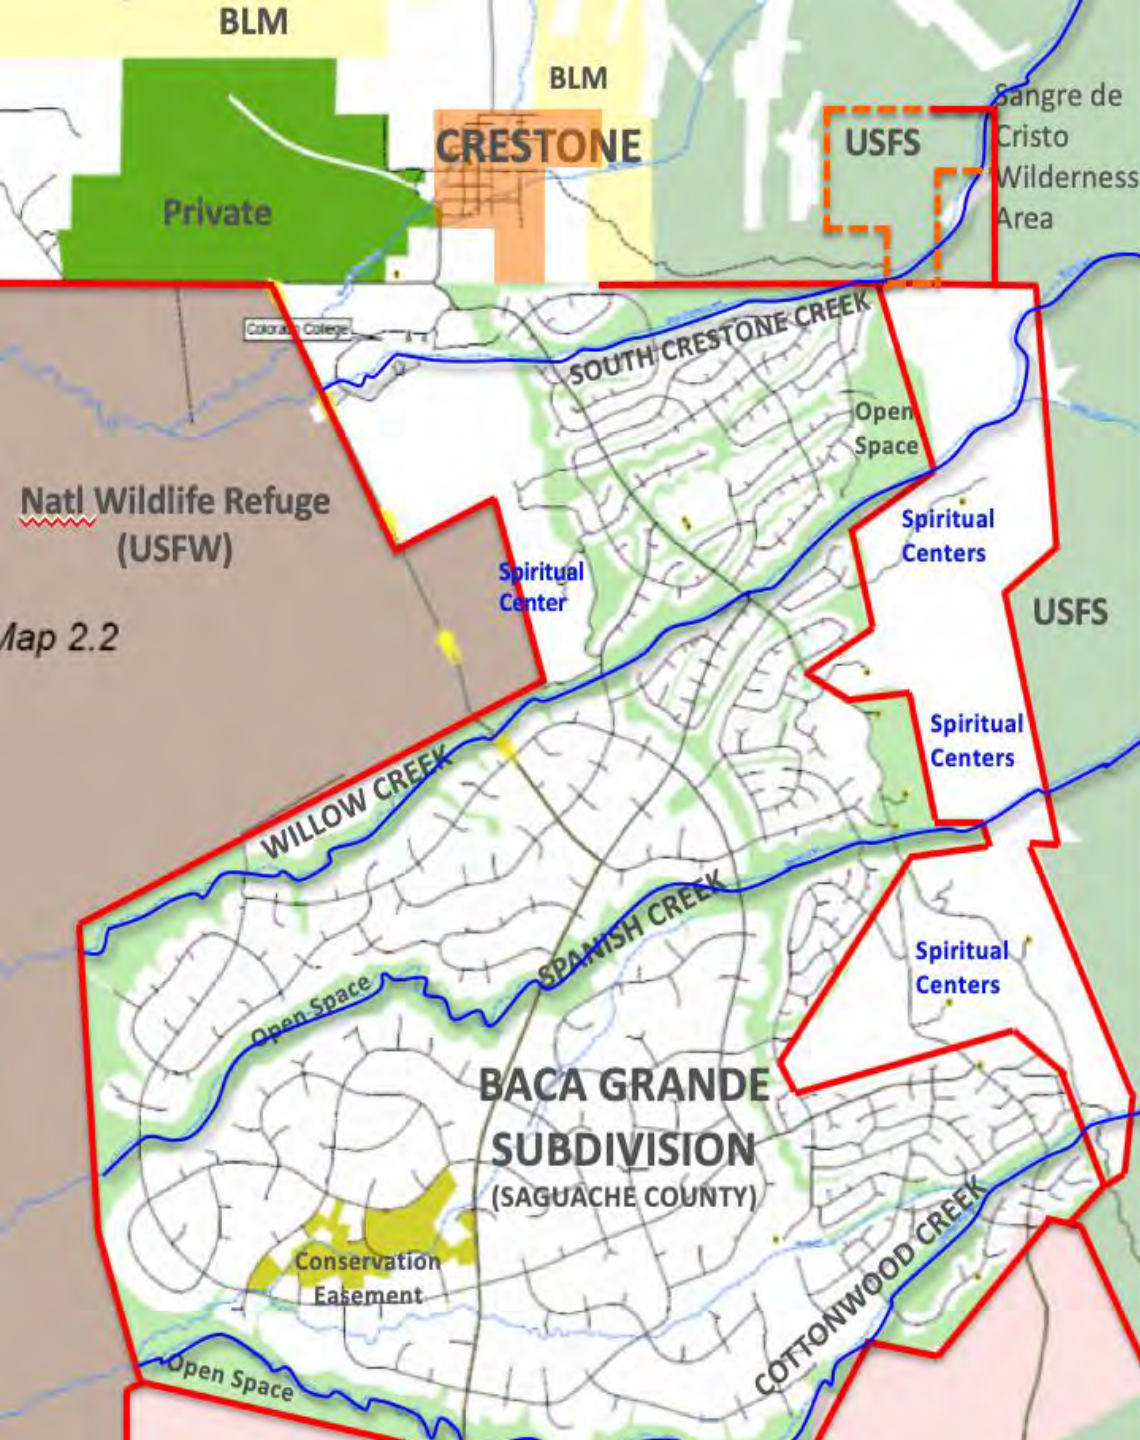 BLM
BLM
CRESTONE
USFS
Sangre de
Cristo
Wilderness
Area
Private
Colorado College
SOUTH CRESTONE CREEK
Open
Space
Natl Wildlife Refuge
(USFW)
Spiritual
Centers
Spiritual
Center
USFS
Map 2.2
Spiritual
Centers
WILLOW CREEK
SPANISH CREEK
Spiritual
Centers
Open Space
BACA GRANDE
SUBDIVISION
(SAGUACHE COUNTY)
Conservation
Easement
COTTONWOOD CREEK
Open Space